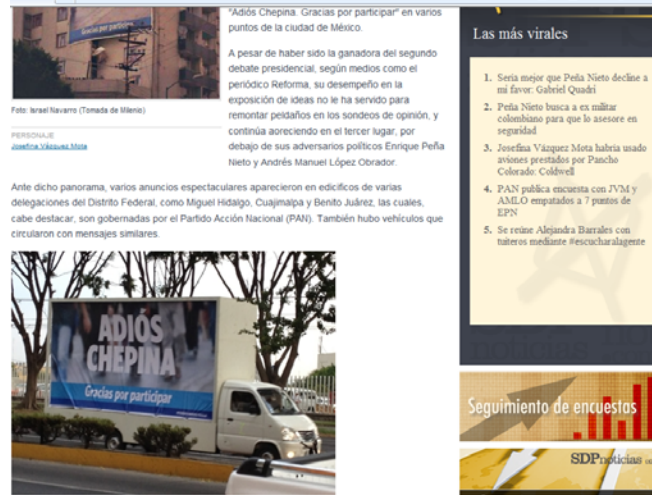 "Adiós Chepina. Gracias por participar" en varios
puntos de la ciudad de México.
A pesar de haber sido la ganadora del segundo
debate presidencial, según medios como el
periódico Reforma, su desempeño en la
exposición de ideas no le ha servido para
remontar peldaños en los sondeos de opinión, y
continúa aoreciendo en el tercer lugar, por
debajo de sus adversarios políticos Enrique Peña
Nieto y Andrés Manuel López Obrador.
Gracias por participar
Foto: Israel Navarro (Tomada de Milenio)
PERSONAJE
Josefina Vázquez Mota
Ante dicho panorama, varios anuncios espectaculares aparecieron en edicificos de varias
delegaciones del Distrito Federal, como Miguel Hidalgo, Cuajimalpa y Benito Juárez, las cuales,
cabe destacar, son gobernadas por el Partido Acción Nacional (PAN). También hubo vehículos que
circularon con mensajes similares.
ADIÓS
CHEPINA
Gracias por participar
Las más virales
1. Seria mejor que Peña Nieto decline a
mi favor: Gabriel Quadri
2. Peña Nieto busca a ex militar
colombiano para que lo asesore en
seguridad
3. Josefina Vázquez Mota habría usado
aviones prestados por Pancho
Colorado: Coldwell
4. PAN publica encuesta con JVM y
AMLO empatados a 7 puntos de
EPN
5. Se reúne Alejandra Barrales con
tuiteros mediante #escucharalagente
noticias
Seguimiento de encuestas
SDPnoticias